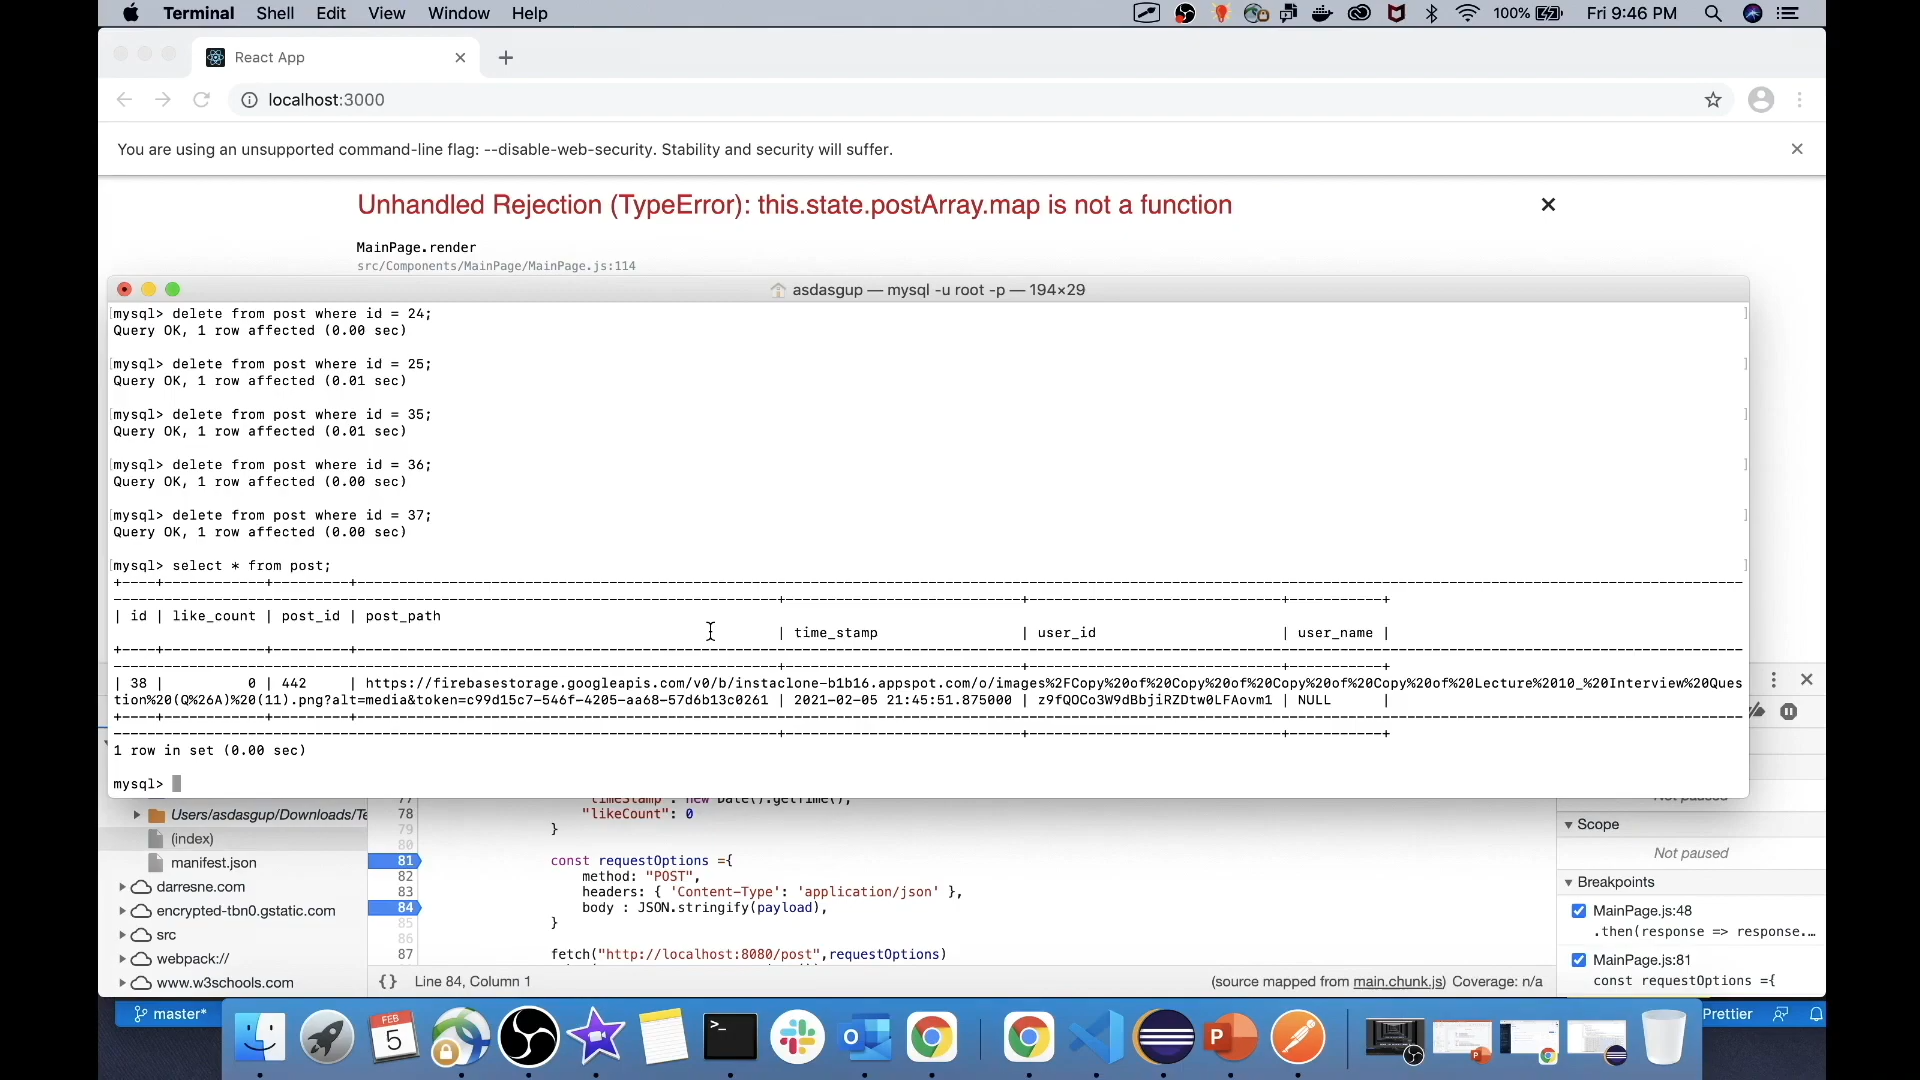 Terminal Shell Edit View Window Help 100% Fri 9:46 PM
React App
localhost:3000
You are using an unsupported command-line flag: --disable-web-security. Stability and security will suffer.
Unhandled Rejection (TypeError): this.state.postArray.map is not a function
MainPage.render
src/Components/MainPage/MainPage.js:114
asdasgup — mysql -u root -p — 194×29
mysql> delete from post where id = 24;
Query OK, 1 row affected (0.00 sec)
mysql> delete from post where id = 25;
Query OK, 1 row affected (0.01 sec)
mysql> delete from post where id = 35;
Query OK, 1 row affected (0.01 sec)
mysql> delete from post where id = 36;
Query OK, 1 row affected (0.00 sec)
mysql> delete from post where id = 37;
Query OK, 1 row affected (0.00 sec)
mysql> select * from post;
| id | like_count | post_id | post_path
| time_stamp | user_id | user_name |
| 38 | 0 | 442 | https://firebasestorage.googleapis.com/v0/b/instaclone-b1b16.appspot.com/o/images%2FCopy%20of%20Copy%20of%20Copy%20of%20Copy%20of%20Lecture%2010_%20Interview%20Ques
tion%20(Q%26A)%20(11).png?alt=media&token=c99d15c7-546f-4205-aa68-57d6b13c0261 | 2021-02-05 21:45:51.875000 | z9fQOCo3W9dBbjiRZDtw0LFAovm1 | NULL |
1 row in set (0.00 sec)
mysql>
Not paused
Users/asdasgup/Downloads/Te
(index)
manifest.json
darresne.com
encrypted-tbn0.gstatic.com
src
webpack://
www.w3schools.com
77 "timeStamp": new Date().getTime(),
78 "likeCount": 0
79 }
80
81 const requestOptions ={
82 method: "POST",
83 headers: { 'Content-Type': 'application/json' },
84 body : JSON.stringify(payload),
85 }
86
87 fetch("http://localhost:8080/post",requestOptions)
{} Line 84, Column 1 (source mapped from main.chunk.js) Coverage: n/a
Scope
Not paused
Breakpoints
MainPage.js:48
.then(response => response.…
MainPage.js:81
const requestOptions ={
master*
Prettier
FEB
5